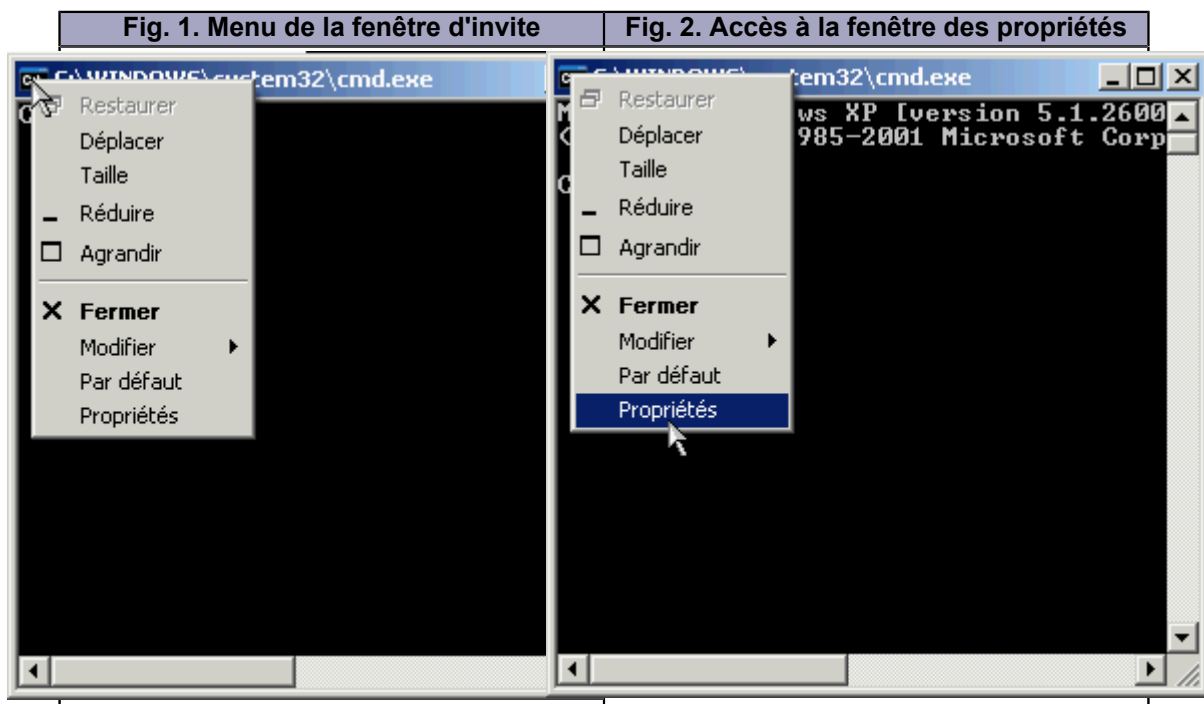 Fig. 1. Menu de la fenêtre d'invite
Fig. 2. Accès à la fenêtre des propriétés
C:\WINDOWS\system32\cmd.exe
Restaurer
Déplacer
Taille
Réduire
Agrandir
Fermer
Modifier
Par défaut
Propriétés
tem32\cmd.exe
ws XP [version 5.1.2600
985-2001 Microsoft Corp
Restaurer
Déplacer
Taille
Réduire
Agrandir
Fermer
Modifier
Par défaut
Propriétés